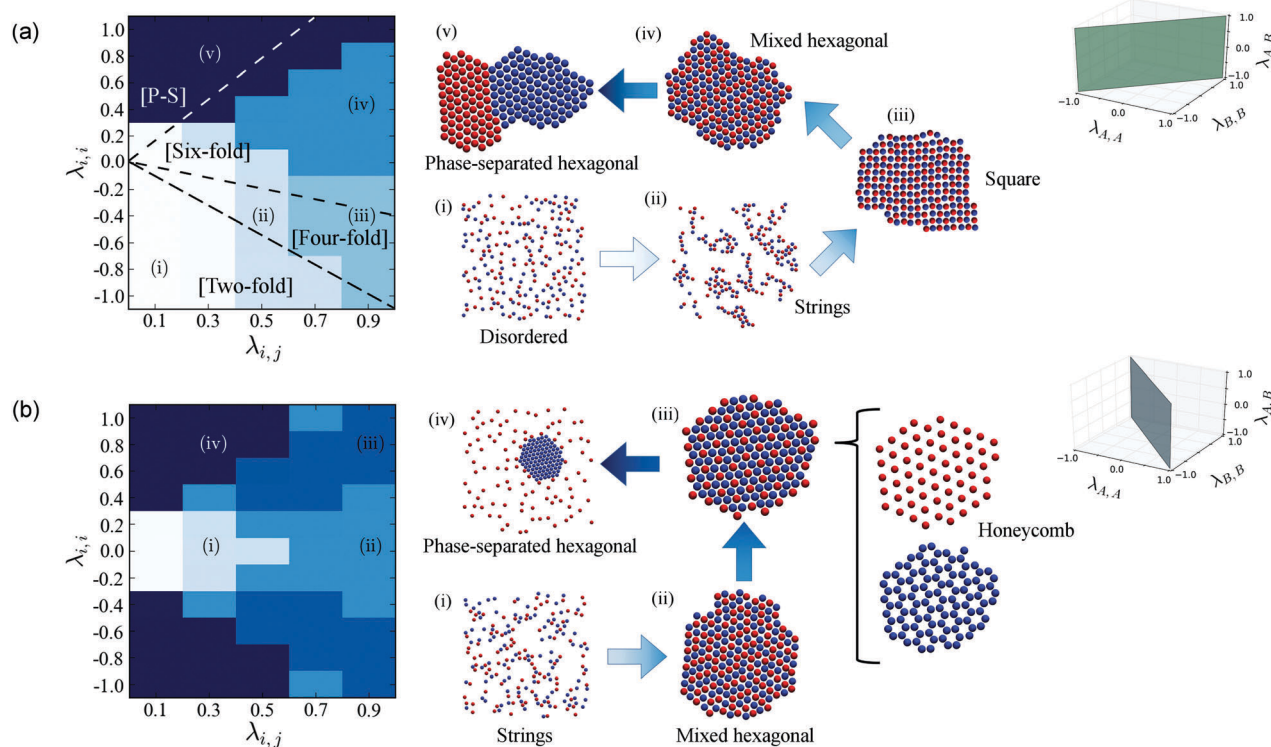 (a)
1.0
0.8
0.6
0.4
0.2
0.0
-0.2
-0.4
-0.6
-0.8
-1.0
λi,i
(v)
[P-S]
(iv)
[Six-fold]
(ii)
(iii)
[Four-fold]
(i)
[Two-fold]
0.1 0.3 0.5 0.7 0.9
λi,j
(v)
Phase-separated hexagonal
(iv)
Mixed hexagonal
(iii)
Square
(i)
Disordered
(ii)
Strings
1.0
0.0
-1.0
λA,B
-1.0
0.0
1.0
λA,A
-1.0
0.0
1.0
λB,B
(b)
1.0
0.8
0.6
0.4
0.2
0.0
-0.2
-0.4
-0.6
-0.8
-1.0
λi,i
(iv)
(iii)
(i)
(ii)
0.1 0.3 0.5 0.7 0.9
λi,j
(iv)
Phase-separated hexagonal
(iii)
Honeycomb
(i)
Strings
(ii)
Mixed hexagonal
1.0
0.0
-1.0
λA,B
-1.0
0.0
1.0
λA,A
-1.0
0.0
1.0
λB,B